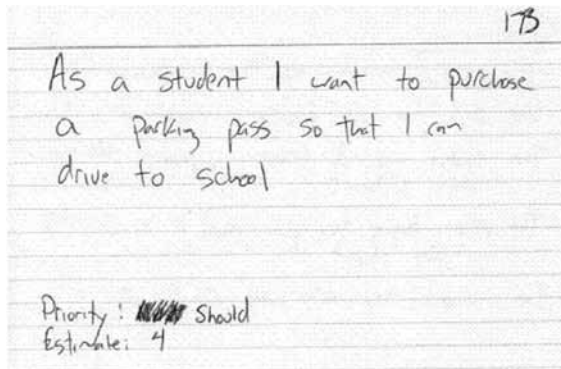 173
As a student I want to purchase
a parking pass so that I can
drive to school
Priority: Should
Estimate: 4